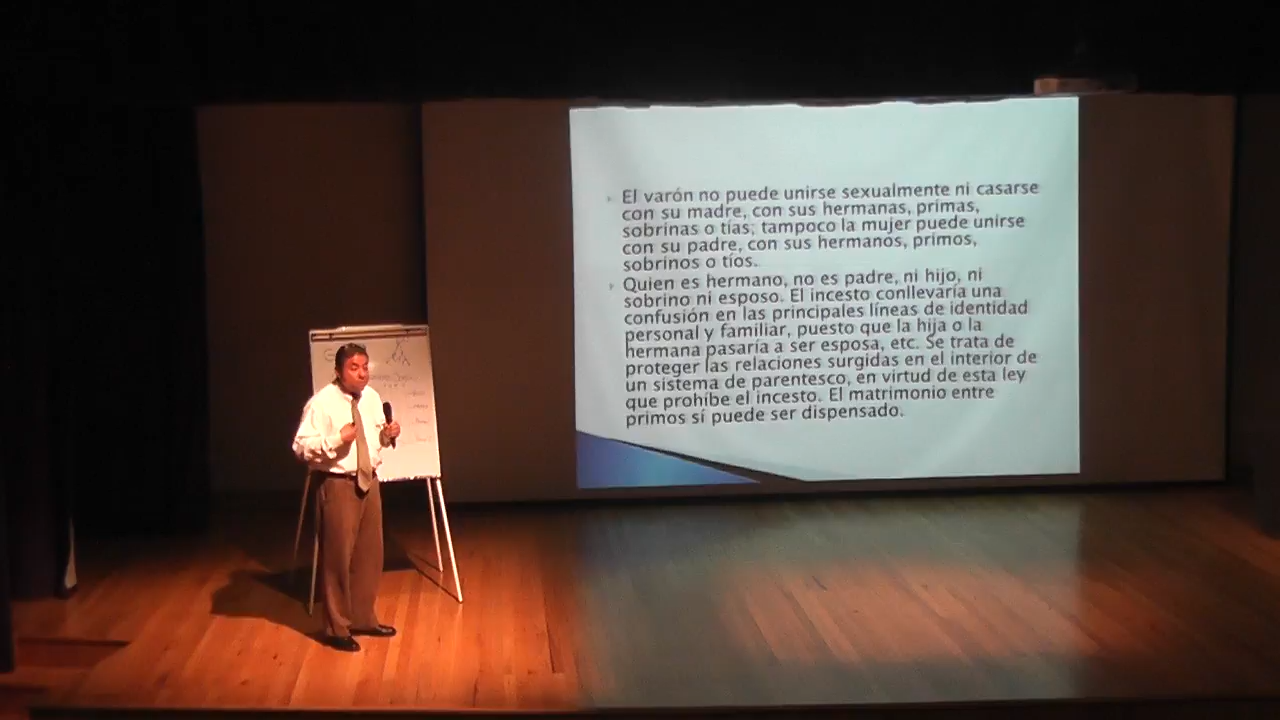 El varón no puede unirse sexualmente ni casarse
con su madre, con sus hermanas, primas,
sobrinas o tías; tampoco la mujer puede unirse
con su padre, con sus hermanos, primos,
sobrinos o tíos.
Quien es hermano, no es padre, ni hijo, ni
sobrino ni esposo. El incesto conllevaría una
confusión en las principales líneas de identidad
personal y familiar, puesto que la hija o la
hermana pasaría a ser esposa, etc. Se trata de
proteger las relaciones surgidas en el interior de
un sistema de parentesco, en virtud de esta ley
que prohíbe el incesto. El matrimonio entre
primos sí puede ser dispensado.